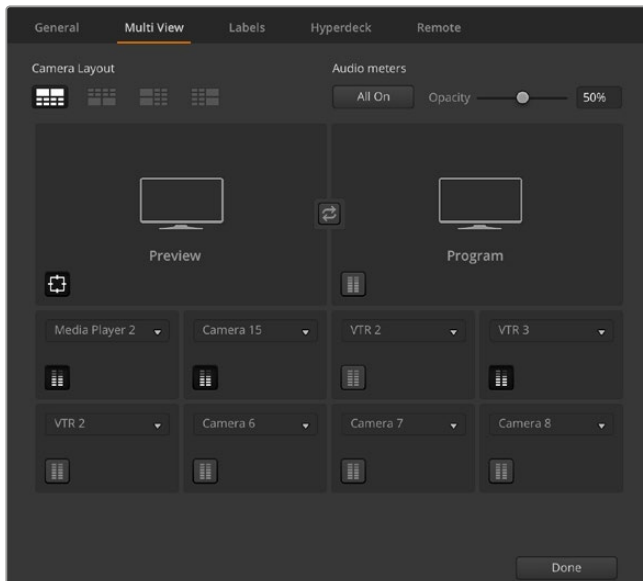 General Multi View Labels Hyperdeck Remote
Camera Layout Audio meters
All On Opacity 50%
Preview Program
Media Player 2 Camera 15 VTR 2 VTR 3
VTR 2 Camera 6 Camera 7 Camera 8
Done